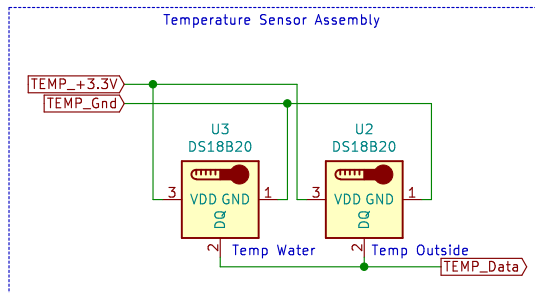 Temperature Sensor Assembly
TEMP_+3.3V
TEMP_Gnd
U3
DS18B20
U2
DS18B20
3
VDD GND
1
DQ
2
3
VDD GND
1
DQ
2
Temp Water
Temp Outside
TEMP_Data